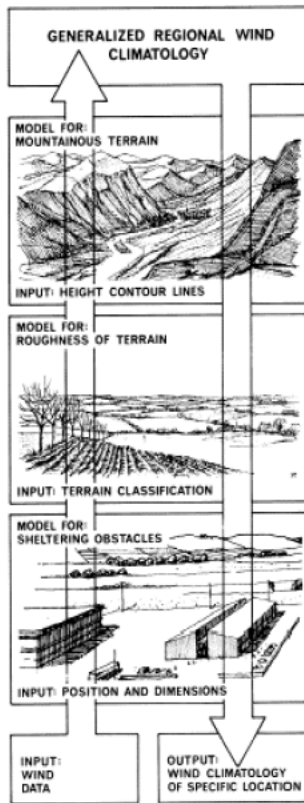 GENERALIZED REGIONAL WIND
CLIMATOLOGY
MODEL FOR:
MOUNTAINOUS TERRAIN
INPUT: HEIGHT CONTOUR LINES
MODEL FOR:
ROUGHNESS OF TERRAIN
INPUT: TERRAIN CLASSIFICATION
MODEL FOR:
SHELTERING OBSTACLES
INPUT: POSITION AND DIMENSIONS
INPUT:
WIND
DATA
OUTPUT:
WIND CLIMATOLOGY
OF SPECIFIC LOCATION